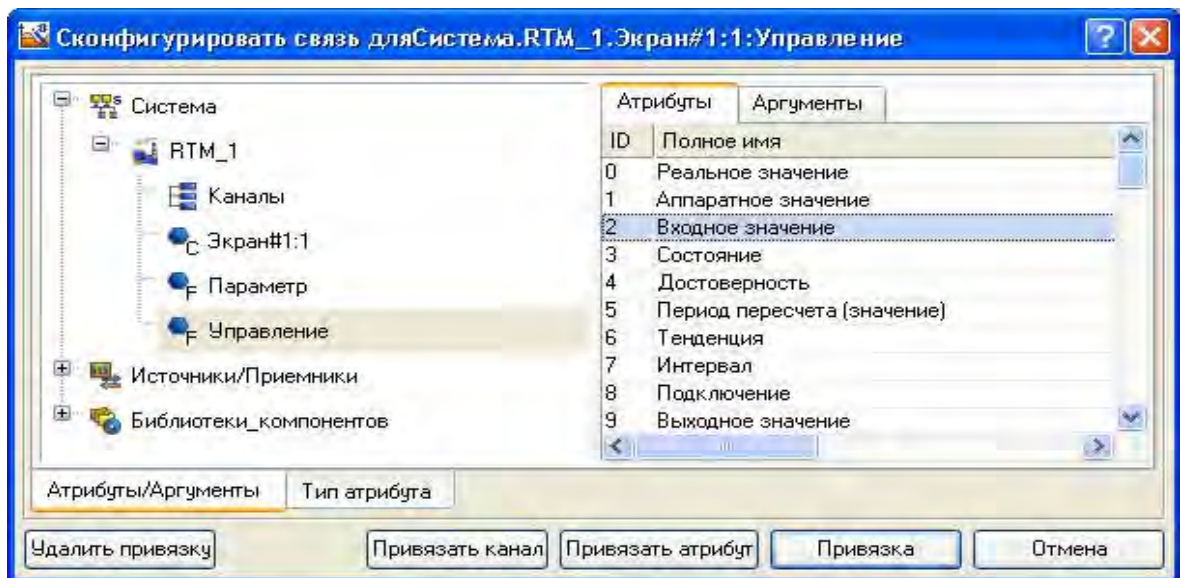 Сконфигурировать связь дляСистема.RTM_1.Экран#1:1:Управление
Система
RTM_1
Каналы
Экран#1:1
Параметр
Управление
Источники/Приемники
Библиотеки_компонентов
Атрибуты Аргументы
ID Полное имя
0 Реальное значение
1 Аппаратное значение
2 Входное значение
3 Состояние
4 Достоверность
5 Период пересчета (значение)
6 Тенденция
7 Интервал
8 Подключение
9 Выходное значение
Атрибуты/Аргументы Тип атрибута
Удалить привязку Привязать канал Привязать атрибут Привязка Отмена